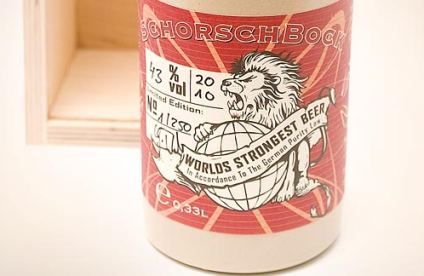 SCHORSCHBOCK
43 % vol 20 10
Limited Edition:
No 1/250
WORLDS STRONGEST BEER
In Accordance To The German Purity Law
e 0,33L